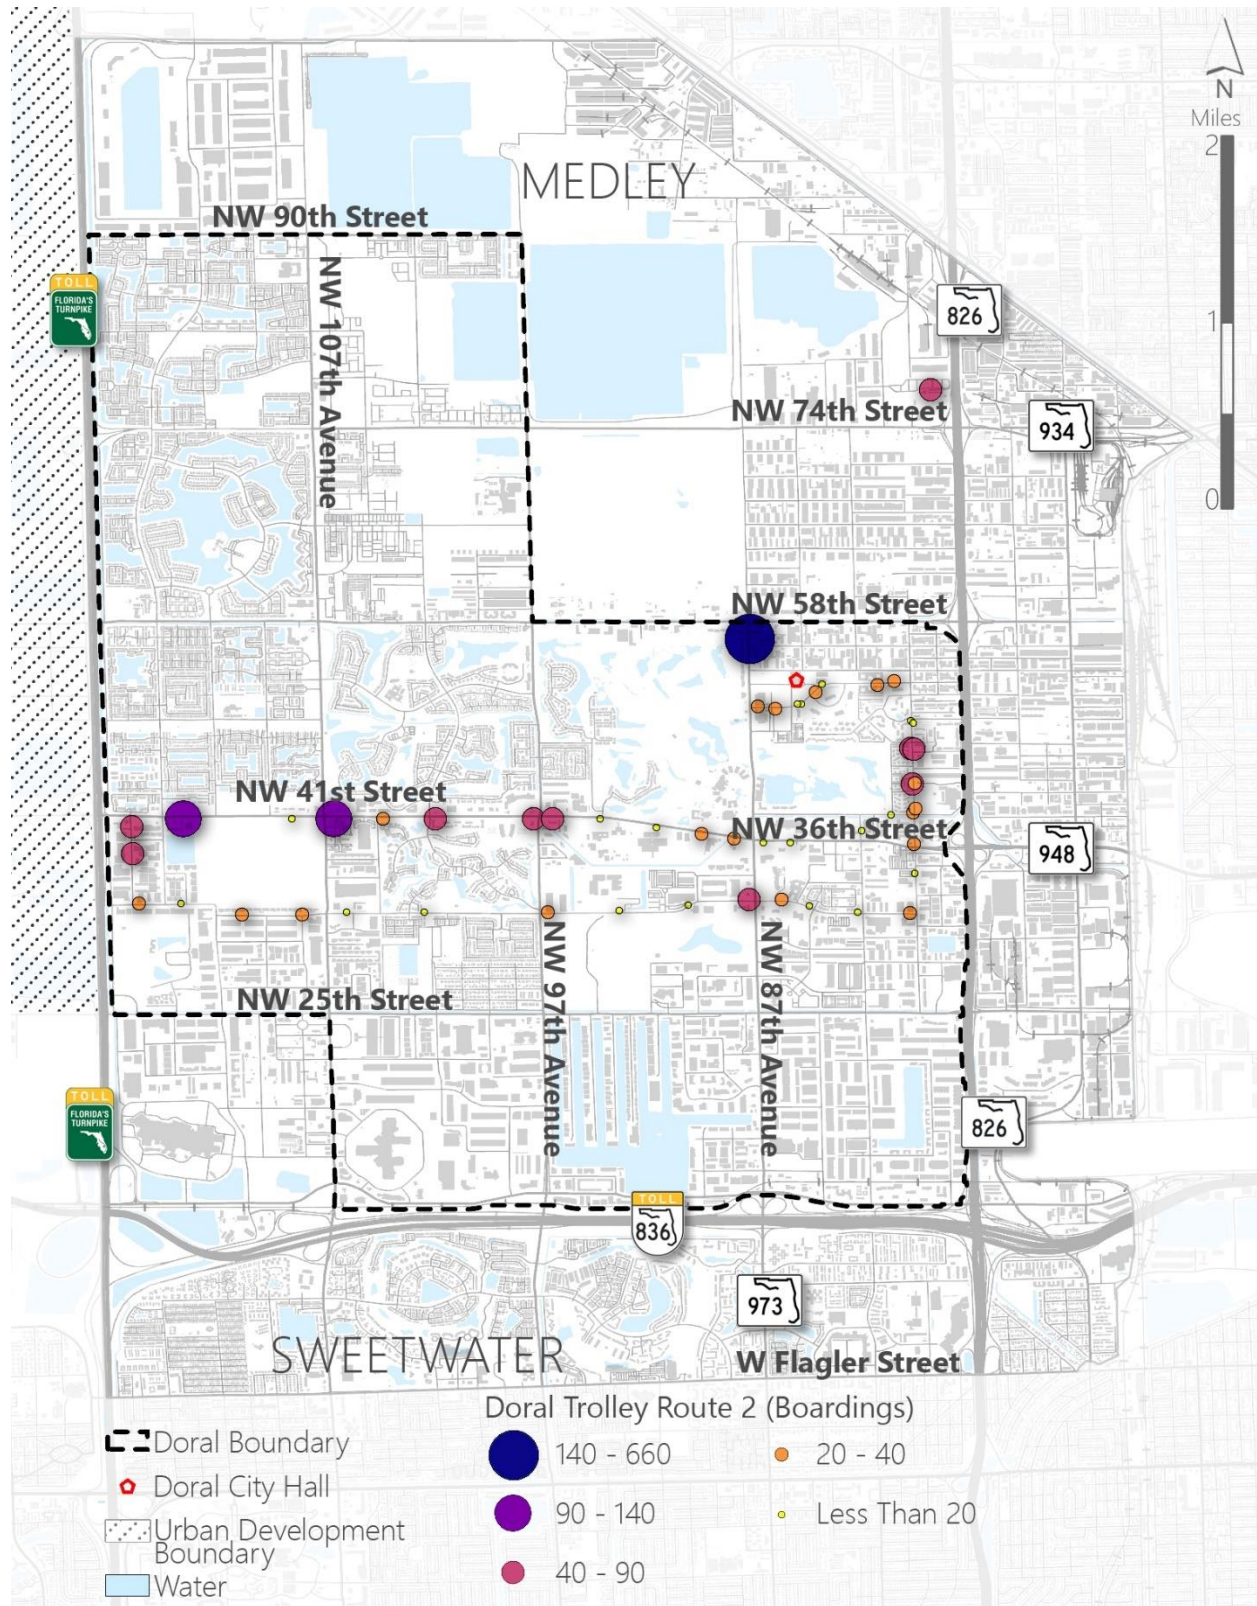 N
Miles
2
1
0
MEDLEY
NW 90th Street
TOLL
FLORIDA'S
TURNPIKE
NW 107th Avenue
826
NW 74th Street
934
NW 58th Street
NW 41st Street
NW 36th Street
948
NW 97th Avenue
NW 87th Avenue
NW 25th Street
TOLL
FLORIDA'S
TURNPIKE
826
TOLL
836
973
SWEETWATER
W Flagler Street
Doral Boundary
Doral City Hall
Urban Development
Boundary
Water
Doral Trolley Route 2 (Boardings)
140 - 660
90 - 140
40 - 90
20 - 40
Less Than 20